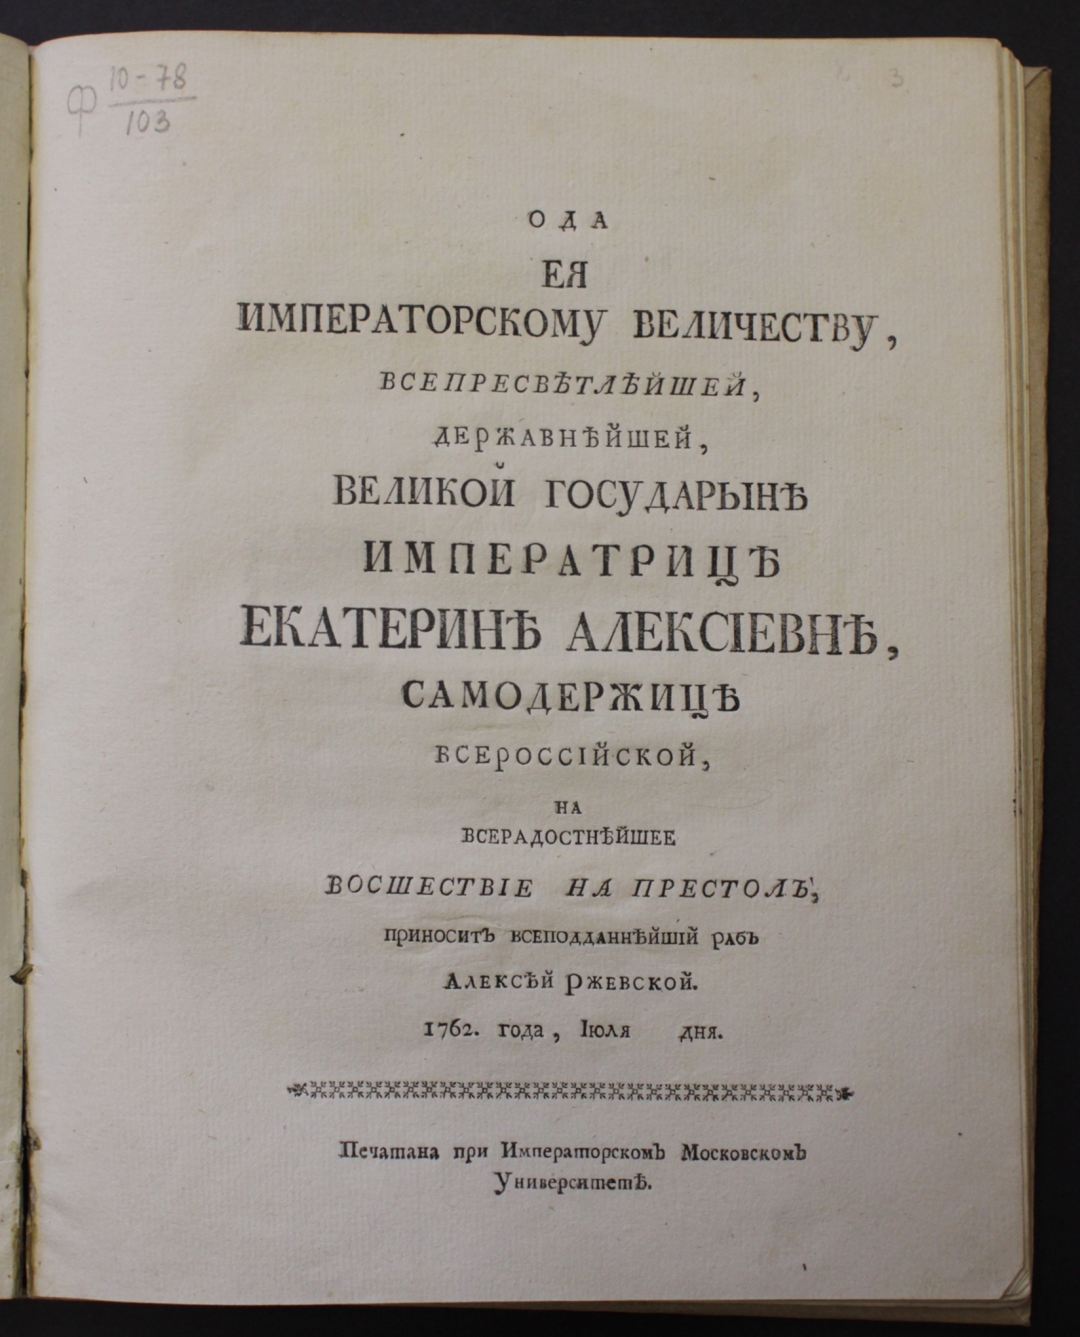 Ф 10-78
103
3
ОДА
ЕЯ
ИМПЕРАТОРСКОМУ ВЕЛИЧЕСТВУ,
ВСЕПРЕСВѢТЛѢЙШЕЙ,
ДЕРЖАВНѢЙШЕЙ,
ВЕЛИКОЙ ГОСУДАРЫНѢ
ИМПЕРАТРИЦѢ
ЕКАТЕРИНѢ АЛЕКСІЕВНѢ,
САМОДЕРЖИЦѢ
ВСЕРОССІЙСКОЙ,
НА
ВСЕРАДОСТНѢЙШЕЕ
ВОСШЕСТВІЕ НА ПРЕСТОЛЪ,
приноситъ всеподданнѣйшій рабъ
Алексѣй Ржевской.
1762. года, Іюля дня.
Печатана при Императорскомъ Московскомъ
Университетѣ.